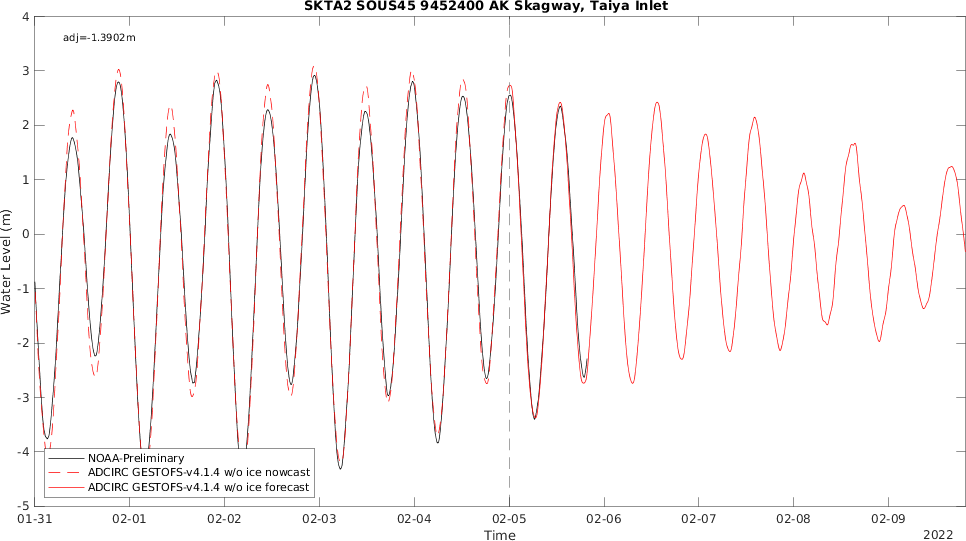 SKTA2 SOUS45 9452400 AK Skagway, Taiya Inlet
adj=-1.3902m
4
3
2
1
0
-1
-2
-3
-4
-5
Water Level (m)
NOAA-Preliminary
ADCIRC GESTOFS-v4.1.4 w/o ice nowcast
ADCIRC GESTOFS-v4.1.4 w/o ice forecast
01-31 02-01 02-02 02-03 02-04 02-05 02-06 02-07 02-08 02-09
Time
2022